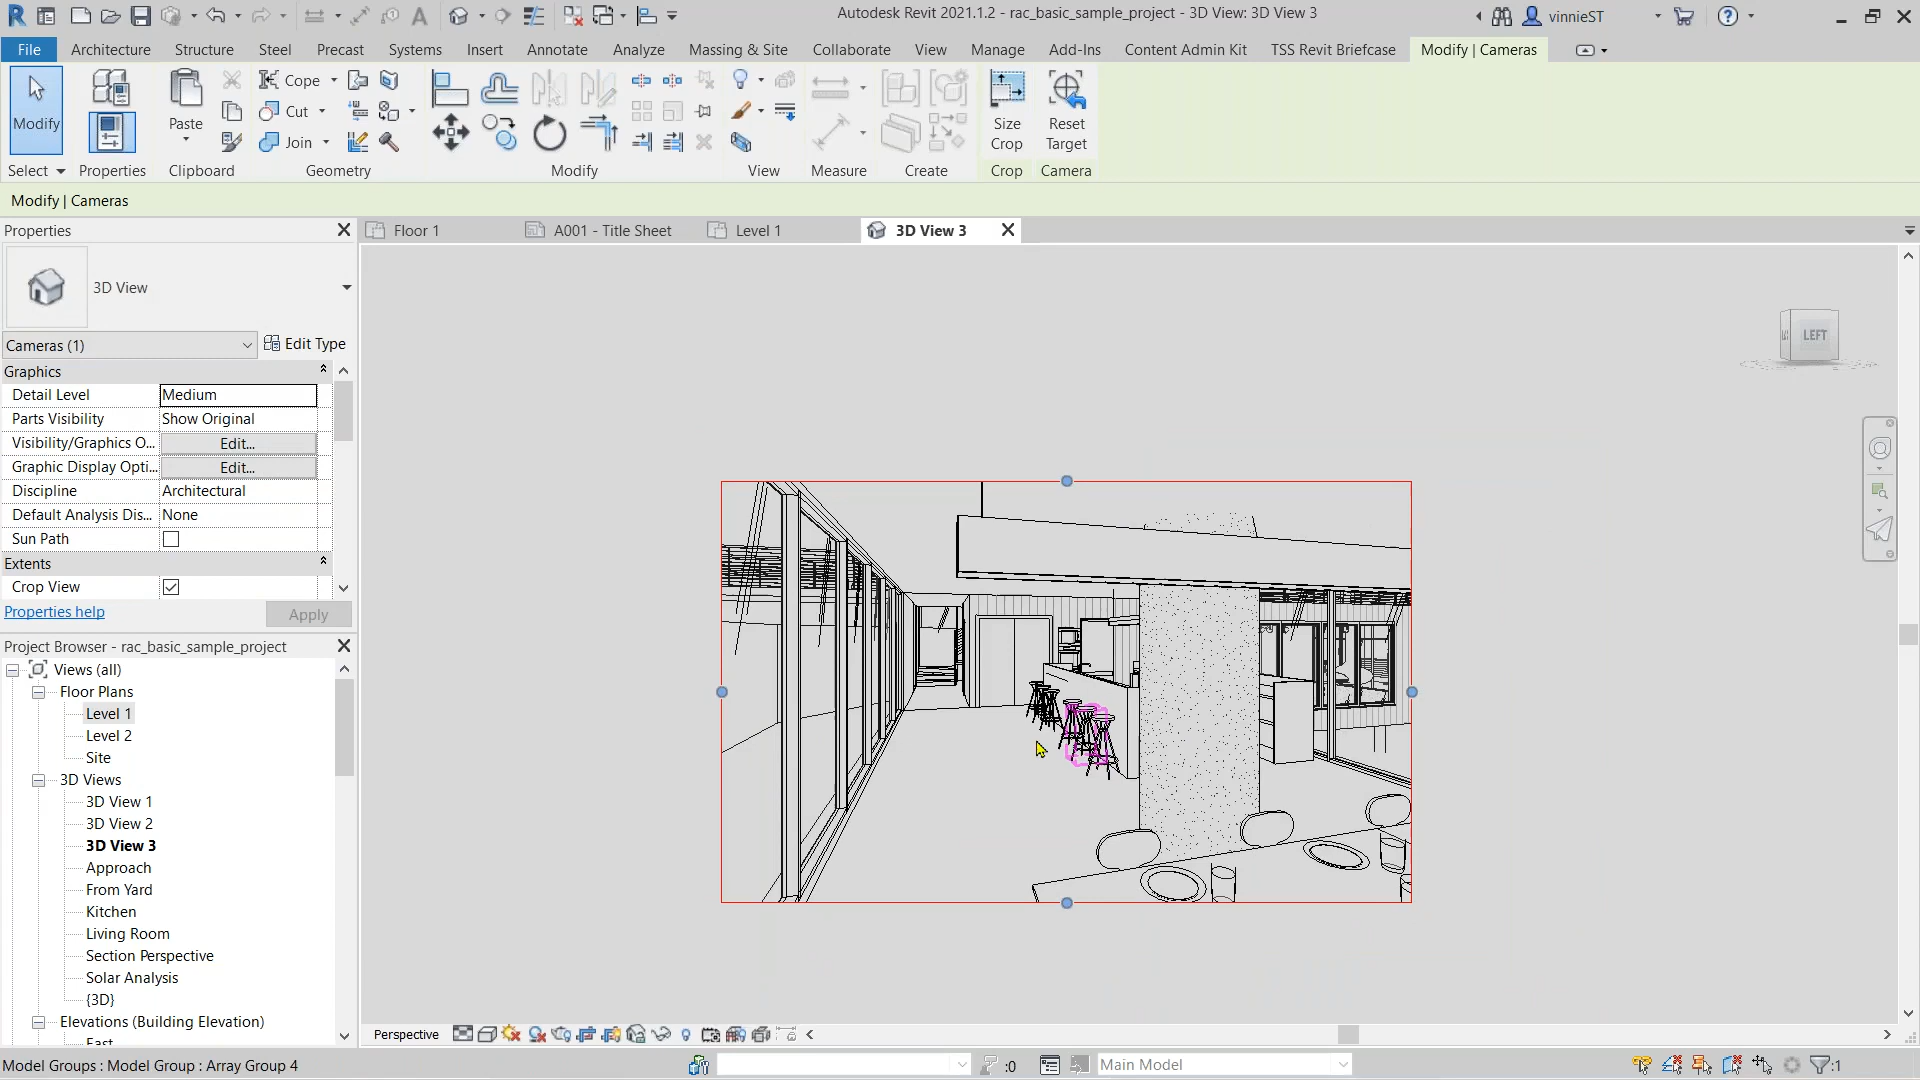 Autodesk Revit 2021.1.2 - rac_basic_sample_project - 3D View: 3D View 3
vinnieST
File Architecture Structure Steel Precast Systems Insert Annotate Analyze Massing & Site Collaborate View Manage Add-Ins Content Admin Kit TSS Revit Briefcase Modify | Cameras
Modify
Paste
Cope
Cut
Join
Size
Crop
Reset
Target
Select Properties Clipboard Geometry Modify View Measure Create Crop Camera
Modify | Cameras
Properties
Floor 1
A001 - Title Sheet
Level 1
3D View 3
3D View
Cameras (1)
Edit Type
Graphics
Detail Level Medium
Parts Visibility Show Original
Visibility/Graphics O... Edit...
Graphic Display Opti... Edit...
Discipline Architectural
Default Analysis Dis... None
Sun Path
Extents
Crop View
Properties help
Apply
LEFT
Project Browser - rac_basic_sample_project
Views (all)
Floor Plans
Level 1
Level 2
Site
3D Views
3D View 1
3D View 2
3D View 3
Approach
From Yard
Kitchen
Living Room
Section Perspective
Solar Analysis
{3D}
Elevations (Building Elevation)
Perspective
Model Groups : Model Group : Array Group 4
:0
Main Model
:1